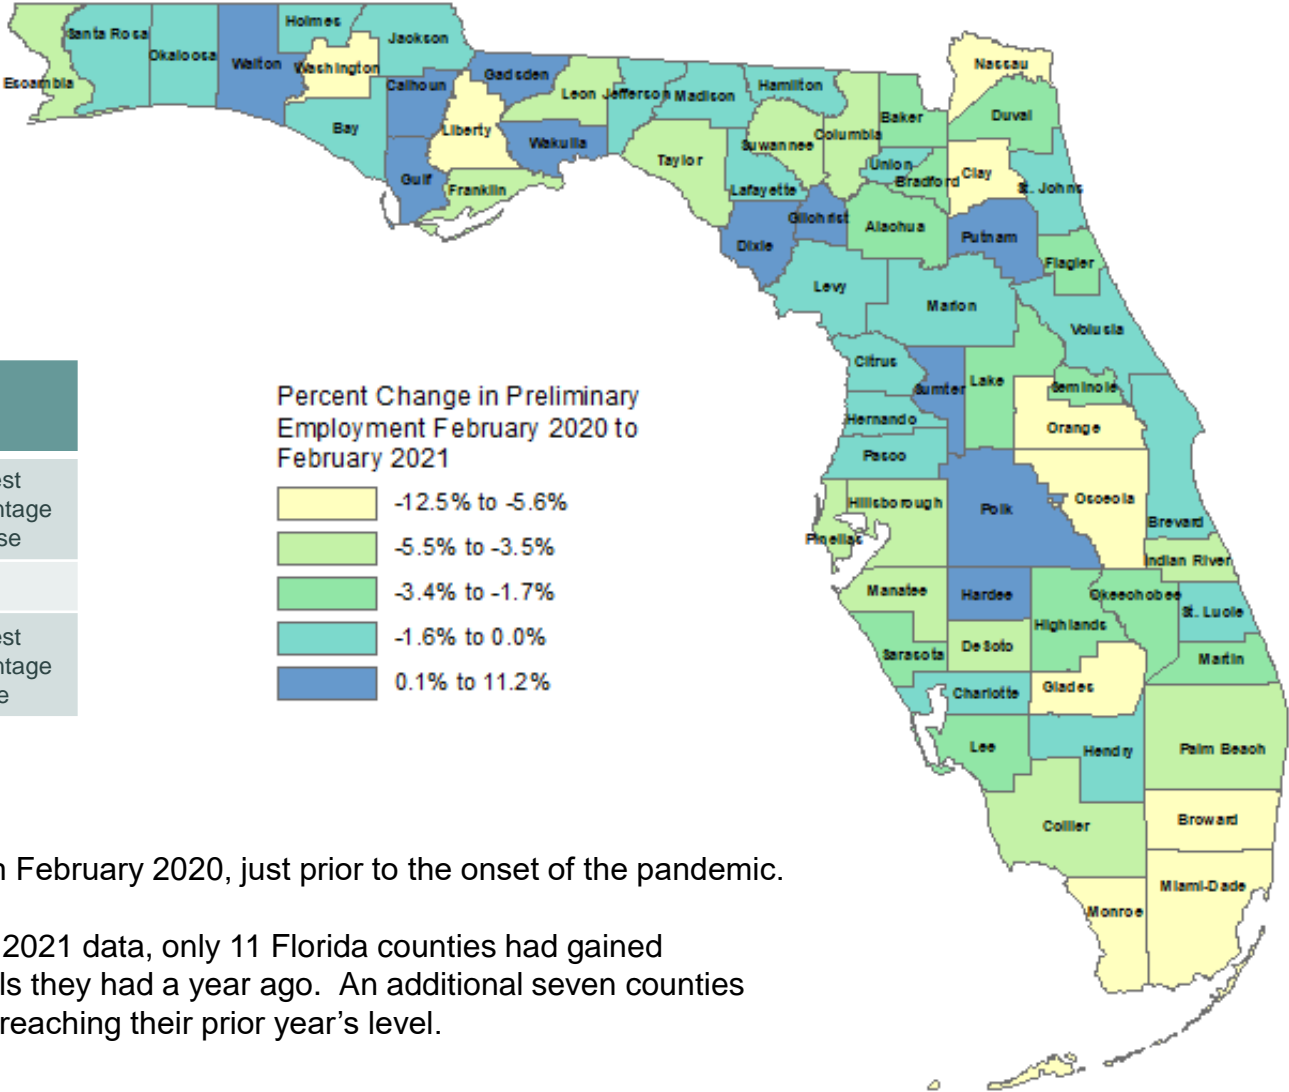 Santa Rosa
Okaloosa
Walton
Holmes
Jackson
Washington
Escambia
Bay
Calhoun
Gulf
Liberty
Gadsden
Wakulla
Franklin
Leon
Jefferson
Madison
Taylor
Hamilton
Suwannee
Lafayette
Columbia
Baker
Nassau
Duval
Union
Bradford
Clay
St. Johns
Gilchrist
Dixie
Alachua
Putnam
Flagler
Levy
Marion
Volusia
Citrus
Sumter
Lake
Seminole
Hernando
Orange
Pasco
Polk
Osceola
Brevard
Hillsborough
Pinellas
Indian River
Manatee
Hardee
Highlands
Okeechobee
St. Lucie
Sarasota
DeSoto
Martin
Charlotte
Glades
Lee
Hendry
Palm Beach
Collier
Broward
Monroe
Miami-Dade
est
ntage
se
est
ntage
e
Percent Change in Preliminary
Employment February 2020 to
February 2021
-12.5% to -5.6%
-5.5% to -3.5%
-3.4% to -1.7%
-1.6% to 0.0%
0.1% to 11.2%
n February 2020, just prior to the onset of the pandemic.
2021 data, only 11 Florida counties had gained
ls they had a year ago.  An additional seven counties
reaching their prior year’s level.